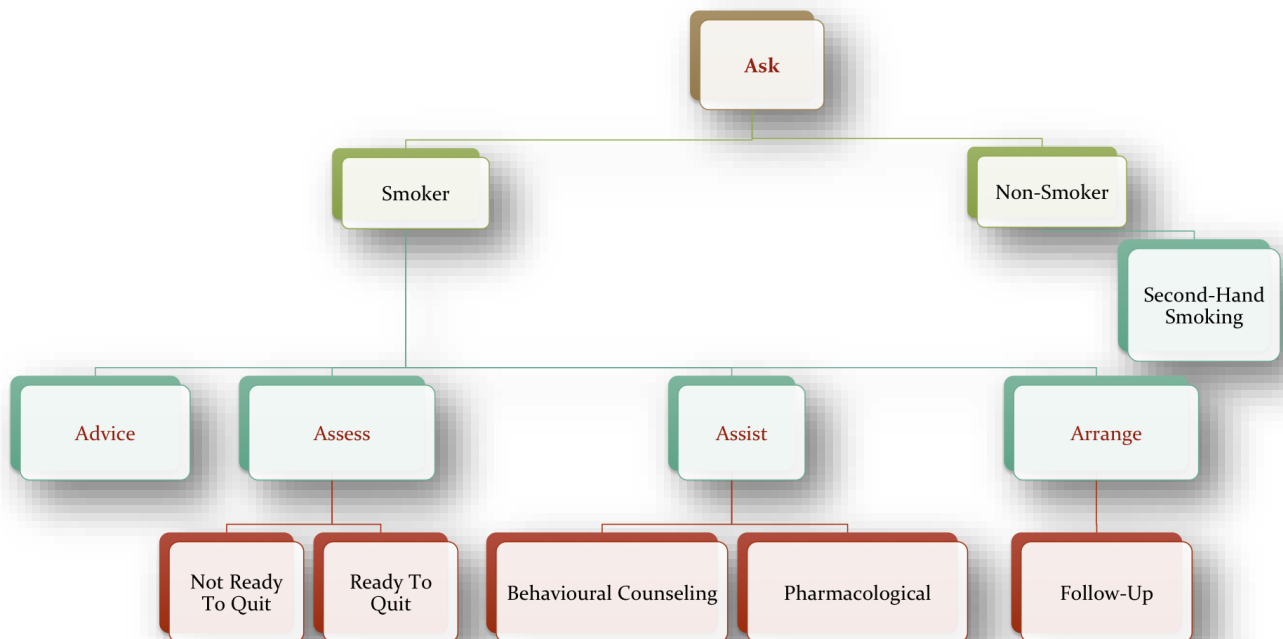 Ask
Smoker
Non-Smoker
Second-Hand
Smoking
Advice
Assess
Assist
Arrange
Not Ready
To Quit
Ready To
Quit
Behavioural Counseling
Pharmacological
Follow-Up